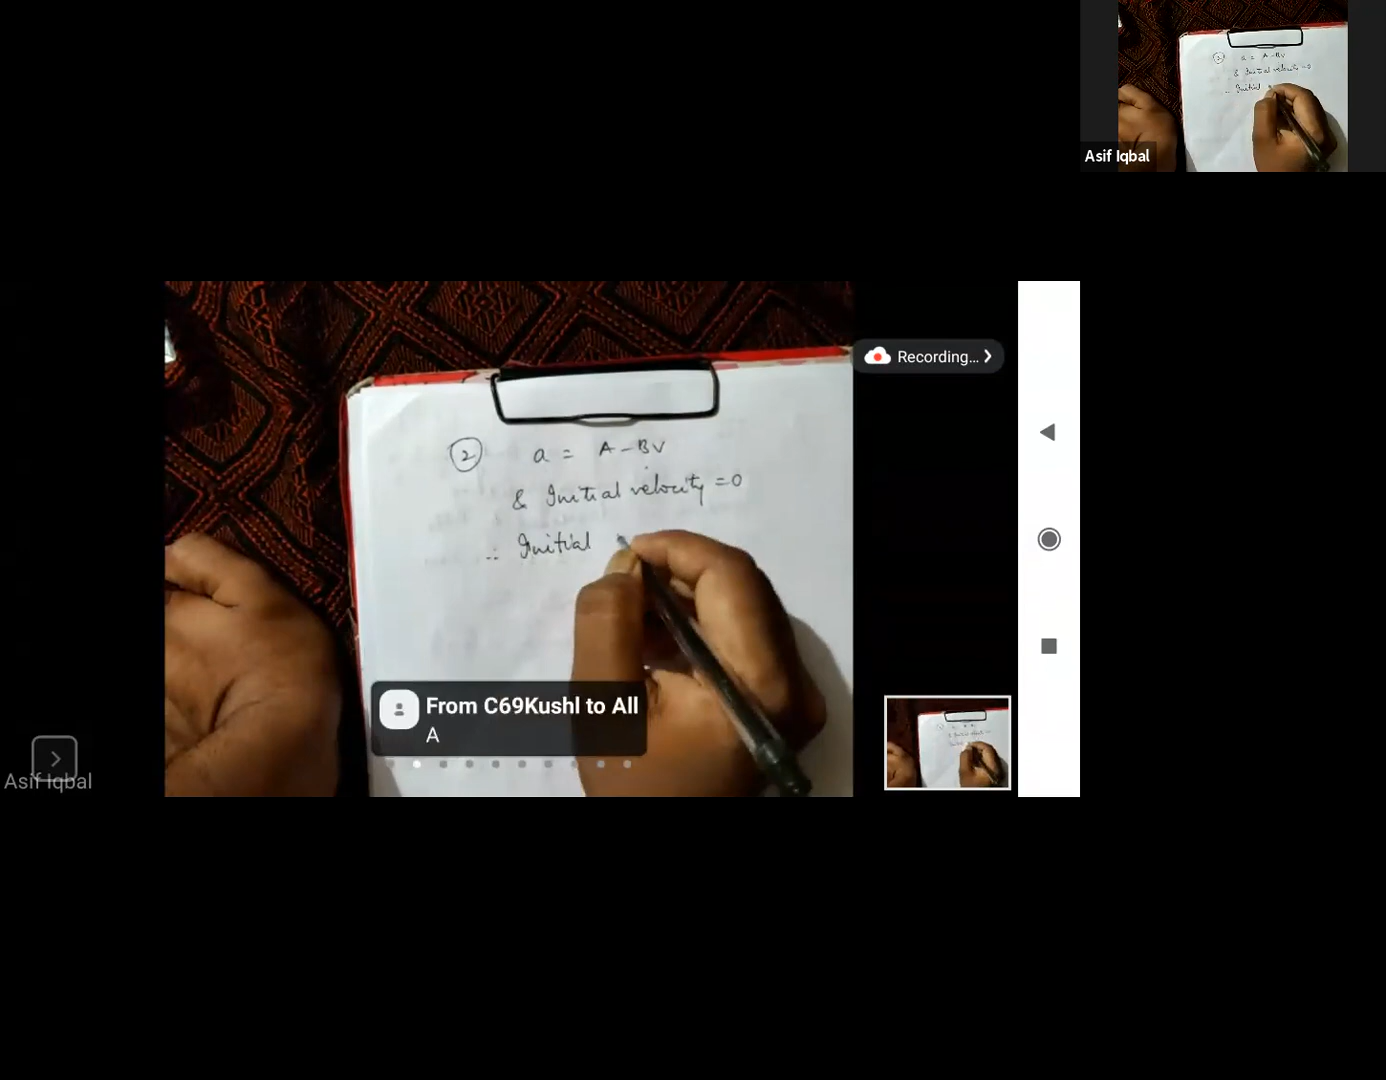 Asif Iqbal
Recording...
② a = A - BV
& Initial velocity = 0
∴ Initial
From C69Kushl to All
A
Asif Iqbal